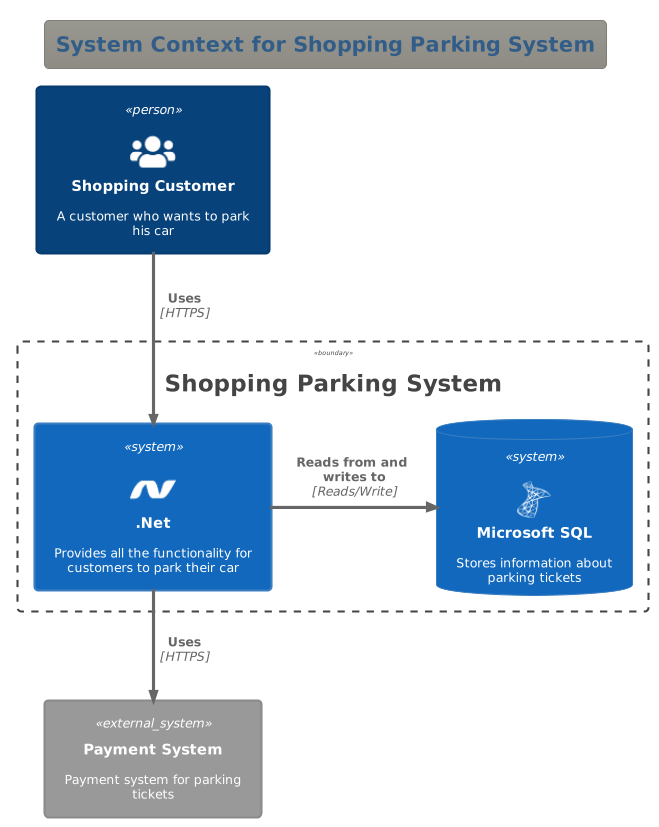 System Context for Shopping Parking System
«person»
Shopping Customer
A customer who wants to park
his car
Uses
[HTTPS]
«boundary»
Shopping Parking System
«system»
.Net
Provides all the functionality for
customers to park their car
Reads from and
writes to
[Reads/Write]
«system»
Microsoft SQL
Stores information about
parking tickets
Uses
[HTTPS]
«external_system»
Payment System
Payment system for parking
tickets